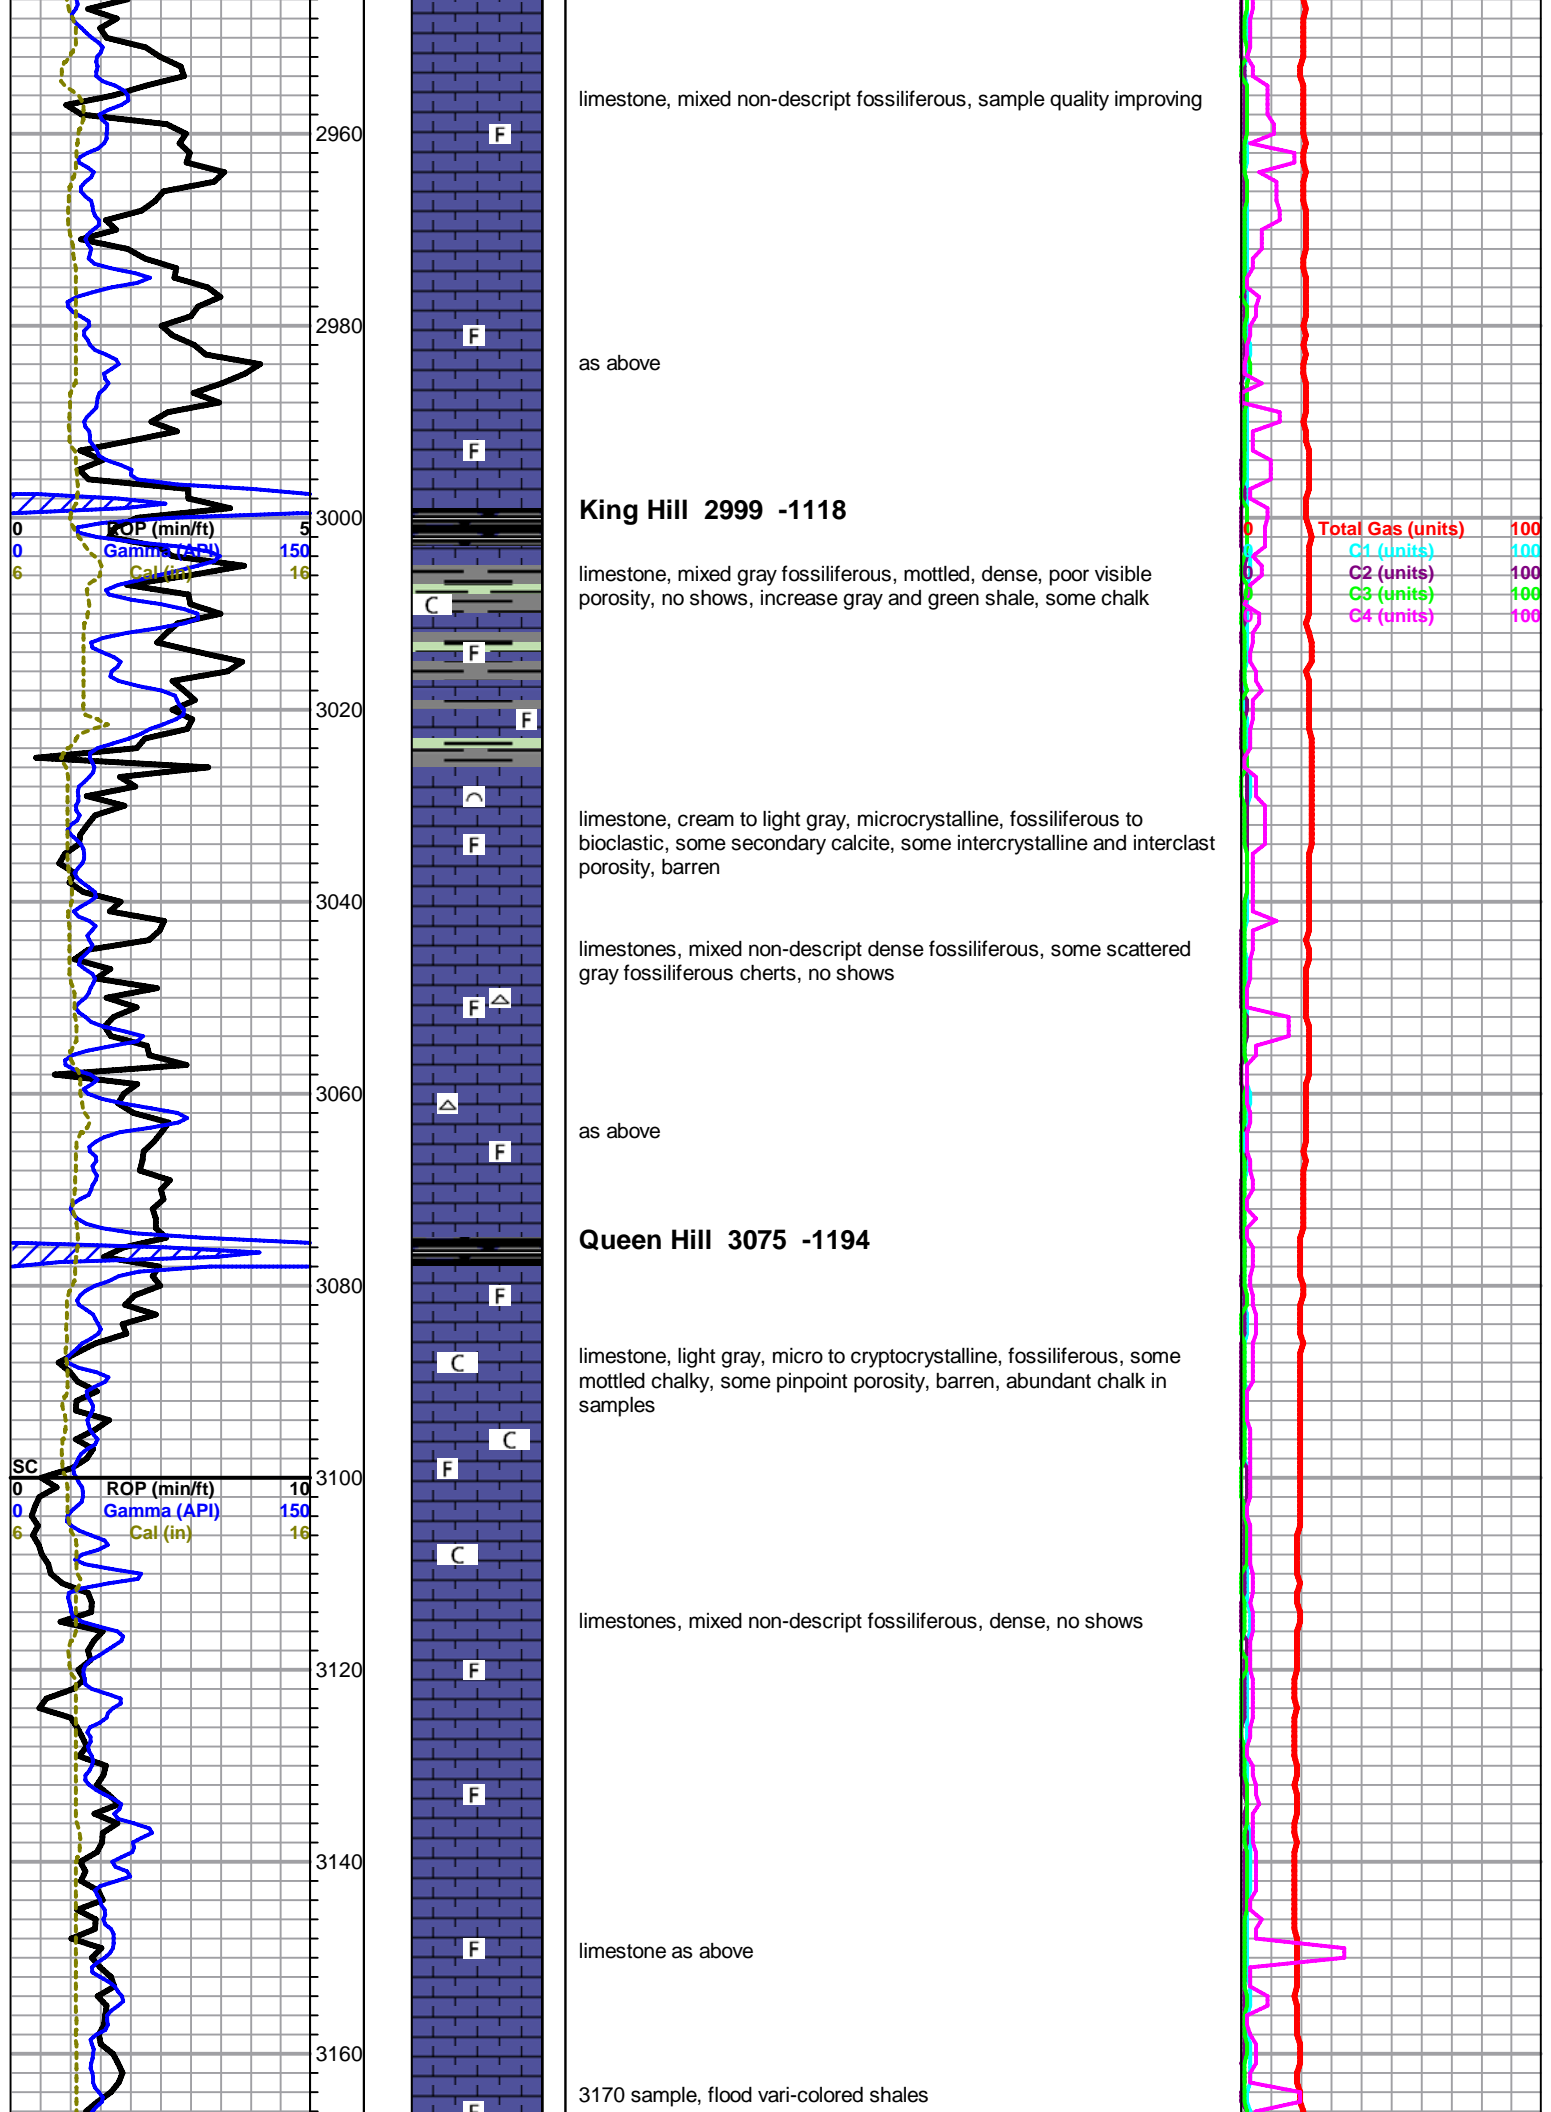 limestone, mixed non-descript fossiliferous, sample quality improving
2960
F
2980
F
as above
F
King Hill 2999 -1118
3000
0 ROP (min/ft) 5
0 Gamma (API) 150
6 Cal (in) 16
0 Total Gas (units) 100
C1 (units) 100
0 C2 (units) 100
C3 (units) 100
0 C4 (units) 100
limestone, mixed gray fossiliferous, mottled, dense, poor visible
porosity, no shows, increase gray and green shale, some chalk
C
F
3020
F
limestone, cream to light gray, microcrystalline, fossiliferous to
bioclastic, some secondary calcite, some intercrystalline and interclast
porosity, barren
F
3040
limestones, mixed non-descript dense fossiliferous, some scattered
gray fossiliferous cherts, no shows
F
3060
as above
F
Queen Hill 3075 -1194
3080
F
limestone, light gray, micro to cryptocrystalline, fossiliferous, some
mottled chalky, some pinpoint porosity, barren, abundant chalk in
samples
C
C
F
SC
3100
0 ROP (min/ft) 10
0 Gamma (API) 150
6 Cal (in) 16
C
limestones, mixed non-descript fossiliferous, dense, no shows
3120
F
F
3140
F
limestone as above
3160
3170 sample, flood vari-colored shales
F